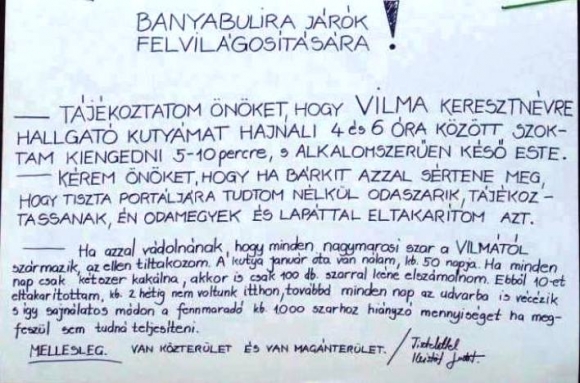 BANYABULIRA JÁRÓK
FELVILÁGOSÍTÁSÁRA !
— TÁJÉKOZTATOM ÖNÖKET, HOGY VILMA KERESZTNÉVRE
HALLGATÓ KUTYÁMAT HAJNALI 4 és 6 ÓRA KÖZÖTT SZOK-
TAM KIENGEDNI 5-10 percre, s ALKALOMSZERŰEN KÉSŐ ESTE.
— KÉREM ÖNÖKET, HOGY HA BÁRKIT AZZAL SÉRTENE MEG,
HOGY TISZTA PORTÁLJÁRA TUDTOM NÉLKÜL ODASZARIK, TÁJÉKOZ-
TASSANAK, ÉN ODAMEGYEK ÉS LAPÁTTAL ELTAKARÍTOM AZT.
— Ha azzal vádolnának, hogy minden nagymarosi szar a VILMÁTÓL
származik, az ellen tiltakozom. A kutya január óta van nálam, kb. 50 napja. Ha minden
nap csak kétszer kakálna, akkor is csak 100 db. szarral kéne elszámolnom. Ebből 10-et
eltakarítottam, kb. 2 hétig nem voltunk itthon, továbbá minden nap az udvarba is vécézik
s így sajnálatos módon a fennmaradó kb. 1000 szarhoz hiányzó mennyiséget ha meg-
feszül sem tudná teljesíteni.
MELLESLEG. VAN KÖZTERÜLET ÉS VAN MAGÁNTERÜLET. / Tisztelettel